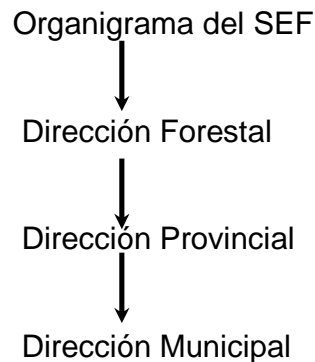 Organigrama del SEF
Dirección Forestal
Dirección Provincial
Dirección Municipal